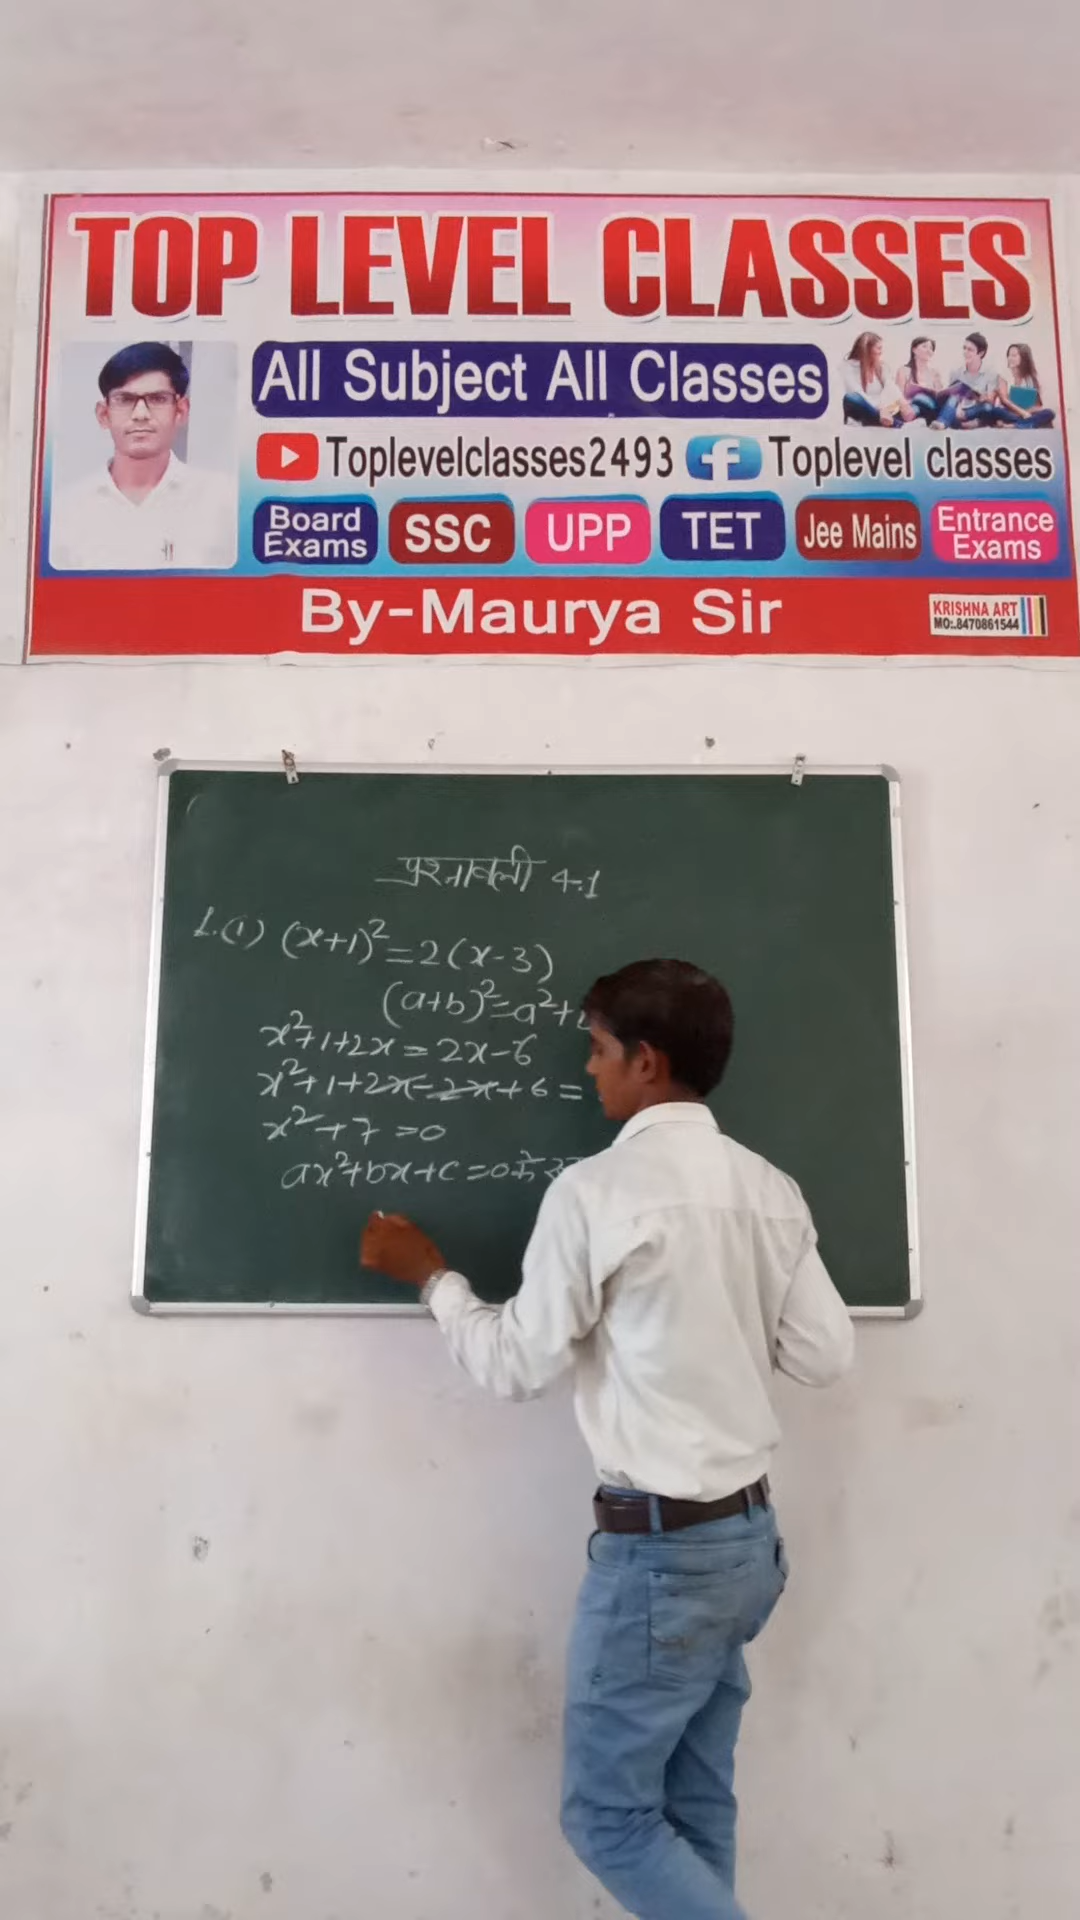 TOP LEVEL CLASSES
All Subject All Classes
Toplevelclasses2493 Toplevel classes
Board Exams SSC UPP TET Jee Mains Entrance Exams
By-Maurya Sir
KRISHNA ART
MO:.8470861544
प्रश्नावली 4.1
1.(i) (x+1)²=2(x-3)
(a+b)²=a²+
x²+1+2x=2x-6
x²+1+2x-2x+6=
x²+7=0
ax²+bx+c=0 के